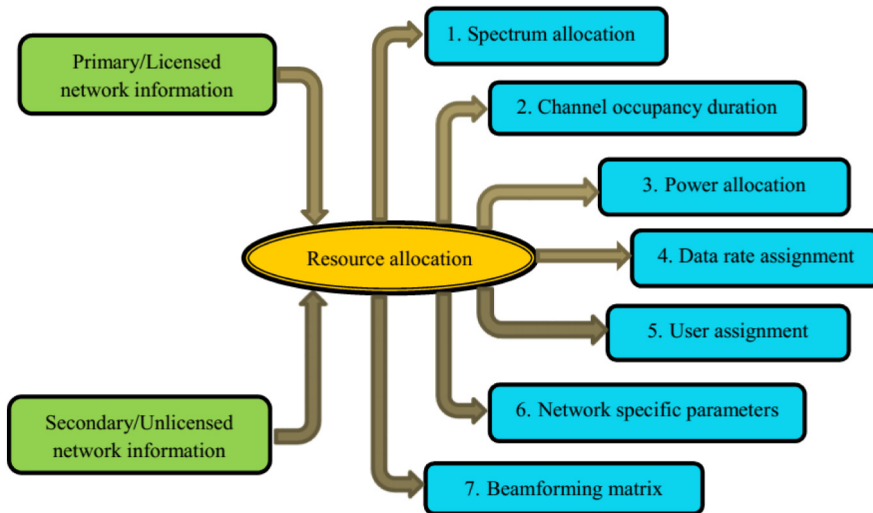 Primary/Licensed
network information
1. Spectrum allocation
2. Channel occupancy duration
3. Power allocation
Resource allocation
4. Data rate assignment
5. User assignment
Secondary/Unlicensed
network information
6. Network specific parameters
7. Beamforming matrix